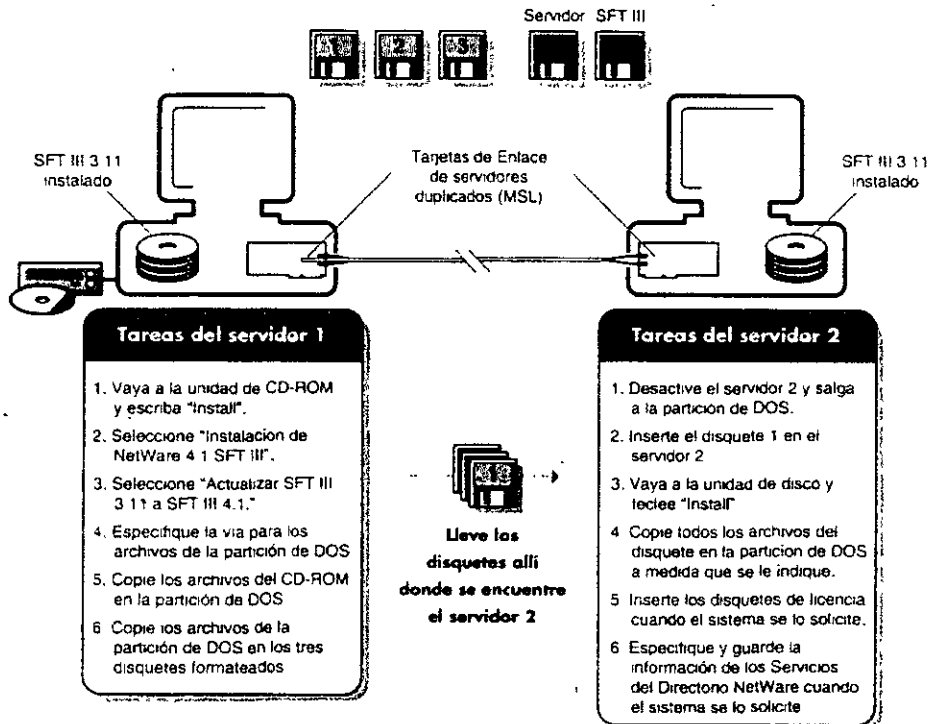 Servidor SFT III
1 2 3
SFT III 3 11
instalado
Tarjetas de Enlace
de servidores
duplicados (MSL)
SFT III 3 11
instalado
Tareas del servidor 1
1. Vaya a la unidad de CD-ROM
y escriba "Install".
2. Seleccione "Instalacion de
NetWare 4 1 SFT III".
3. Seleccione "Actualizar SFT III
3 11 a SFT III 4.1."
4. Especifique la via para los
archivos de la partición de DOS
5. Copie los archivos del CD-ROM
en la partición de DOS
6 Copie los archivos de la
partición de DOS en los tres
disquetes formateados
Lleve los
disquetes allí
donde se encuentre
el servidor 2
Tareas del servidor 2
1. Desactive el servidor 2 y salga
a la partición de DOS.
2. Inserte el disquete 1 en el
servidor 2
3. Vaya a la unidad de disco y
teclee "Install"
4 Copie todos los archivos del
disquete en la particion de DOS
a medida que se le indique.
5 Inserte los disquetes de licencia
cuando el sistema se lo solicite.
6 Especifique y guarde la
información de los Servicios
del Directorio NetWare cuando
el sistema se lo solicite